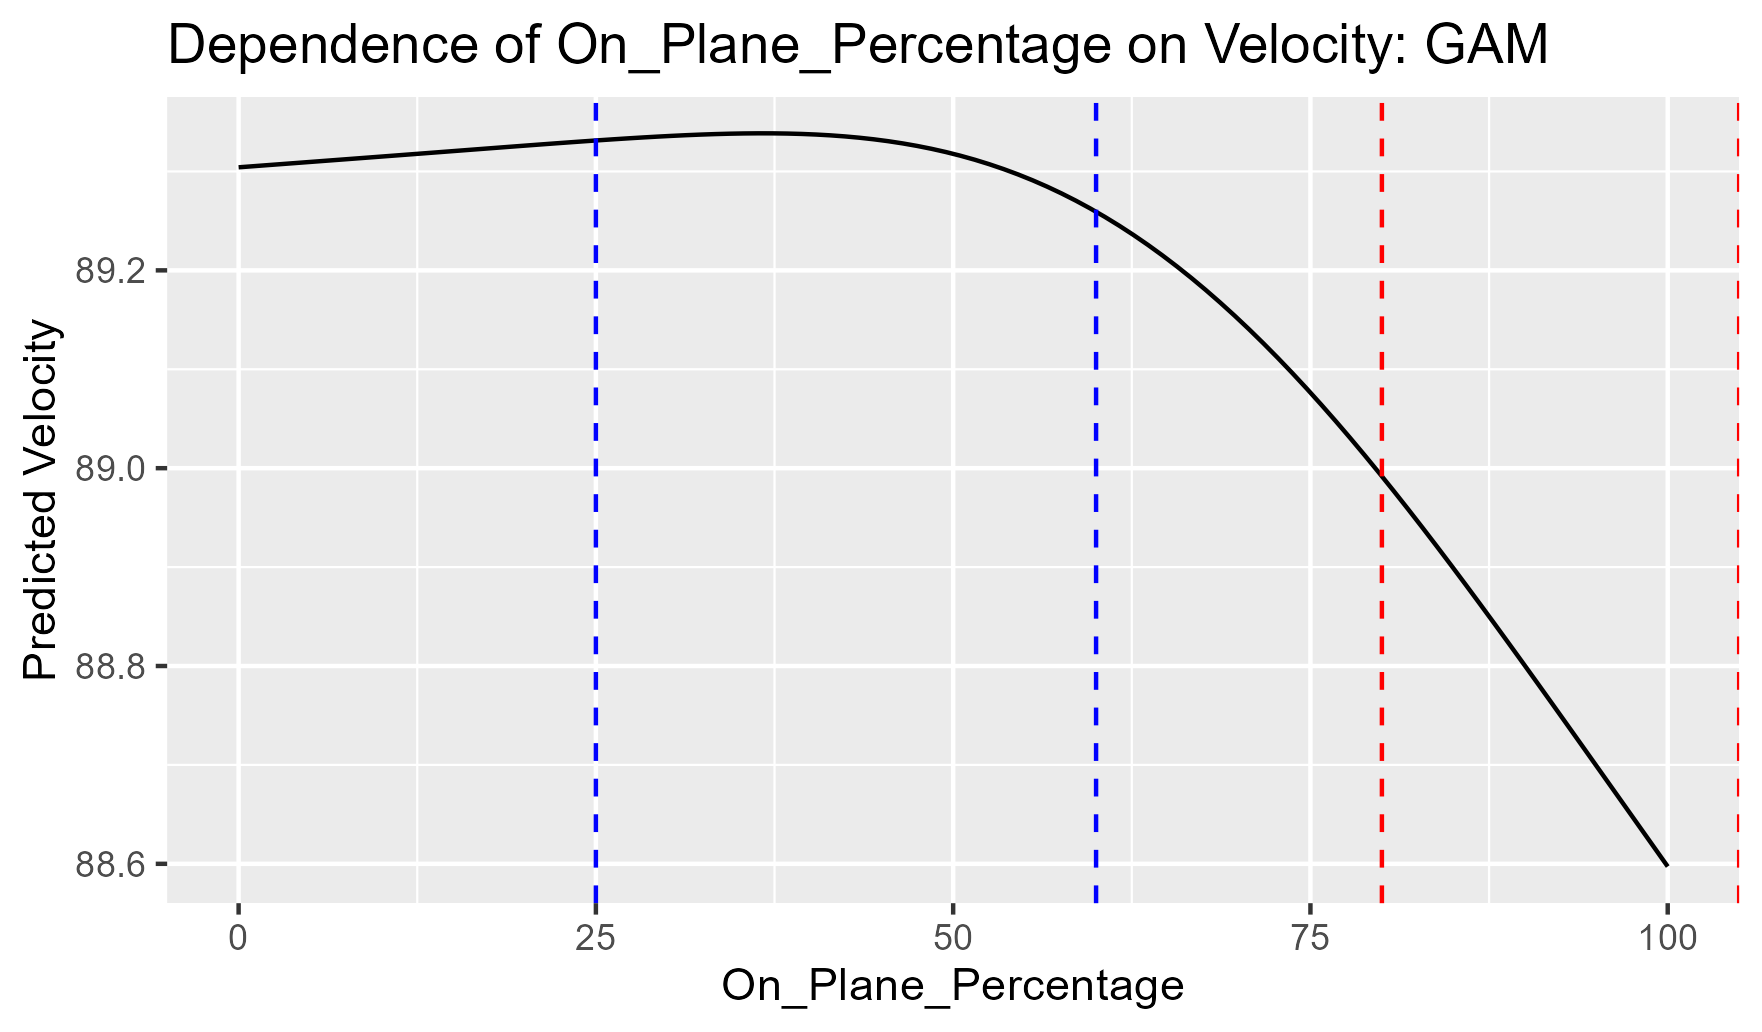 Dependence of On_Plane_Percentage on Velocity: GAM
Predicted Velocity
89.2
89.0
88.8
88.6
0 25 50 75 100
On_Plane_Percentage